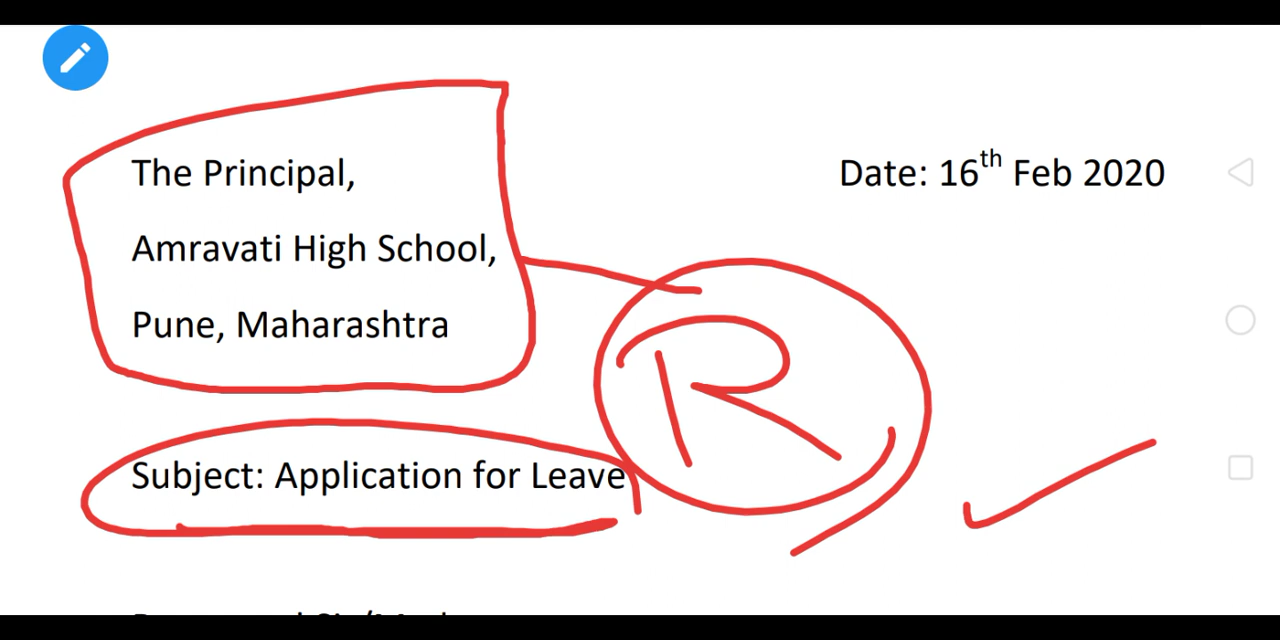 The Principal,
Date: 16th Feb 2020
Amravati High School,
Pune, Maharashtra
R
Subject: Application for Leave